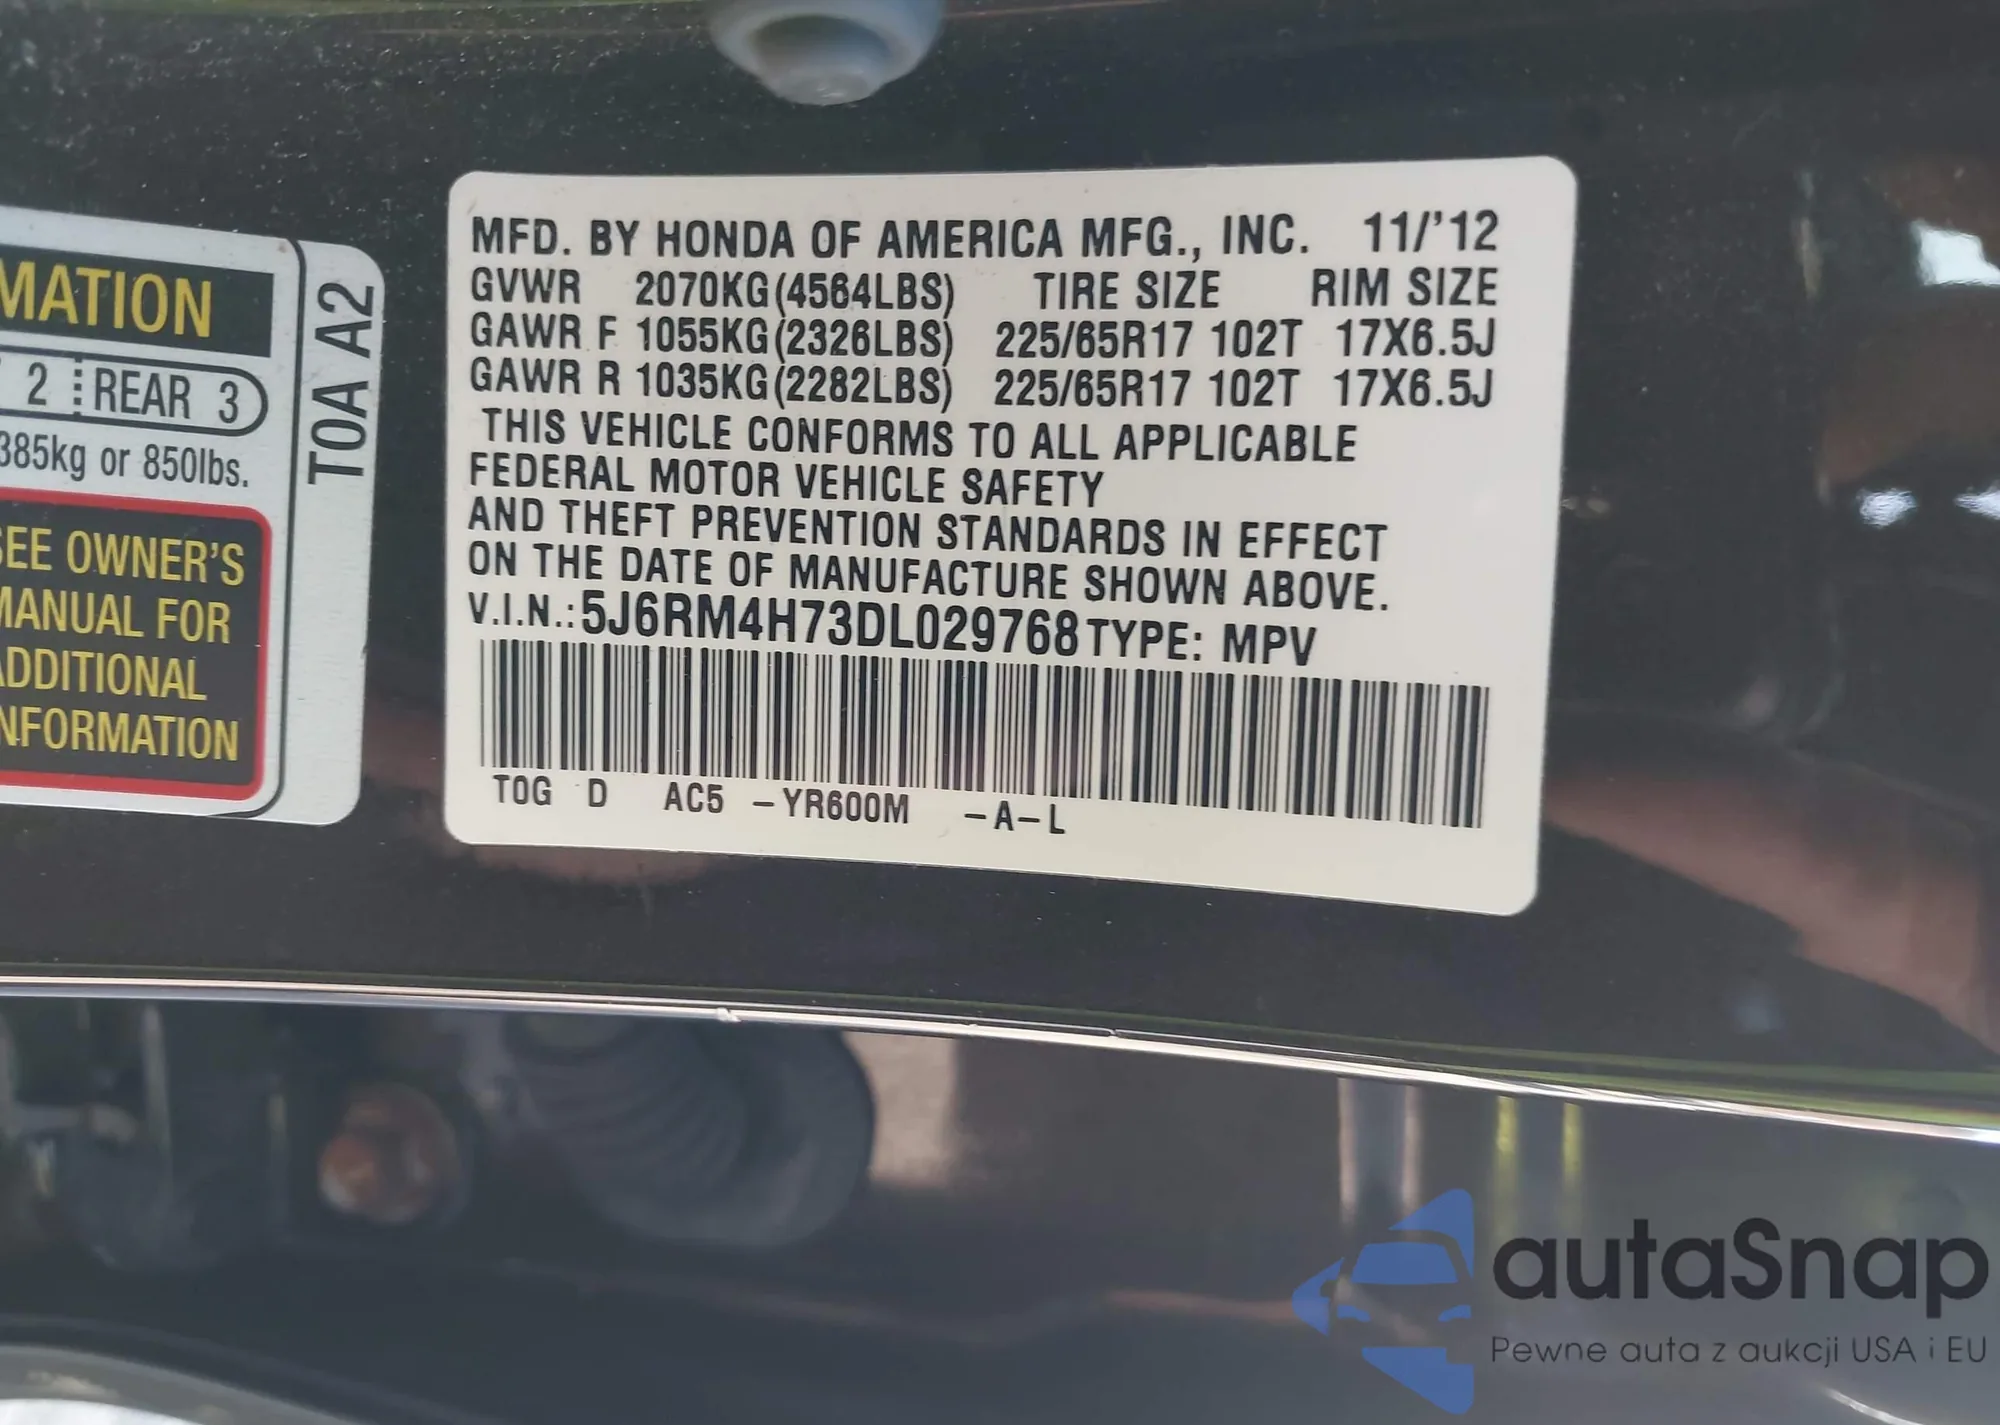 MATION
2 REAR 3
385kg or 850lbs.
SEE OWNER'S
MANUAL FOR
ADDITIONAL
INFORMATION
T0A A2
MFD. BY HONDA OF AMERICA MFG., INC. 11/'12
GVWR 2070KG(4564LBS) TIRE SIZE RIM SIZE
GAWR F 1055KG(2326LBS) 225/65R17 102T 17X6.5J
GAWR R 1035KG(2282LBS) 225/65R17 102T 17X6.5J
THIS VEHICLE CONFORMS TO ALL APPLICABLE
FEDERAL MOTOR VEHICLE SAFETY
AND THEFT PREVENTION STANDARDS IN EFFECT
ON THE DATE OF MANUFACTURE SHOWN ABOVE.
V.I.N.: 5J6RM4H73DL029768 TYPE: MPV
T0G D AC5 -YR600M -A-L
autaSnap
Pewne auta z aukcji USA i EU